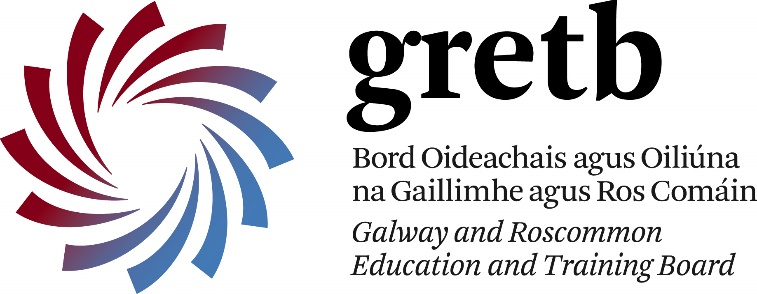 gretb
Bord Oideachais agus Oiliúna
na Gaillimhe agus Ros Comáin
Galway and Roscommon
Education and Training Board